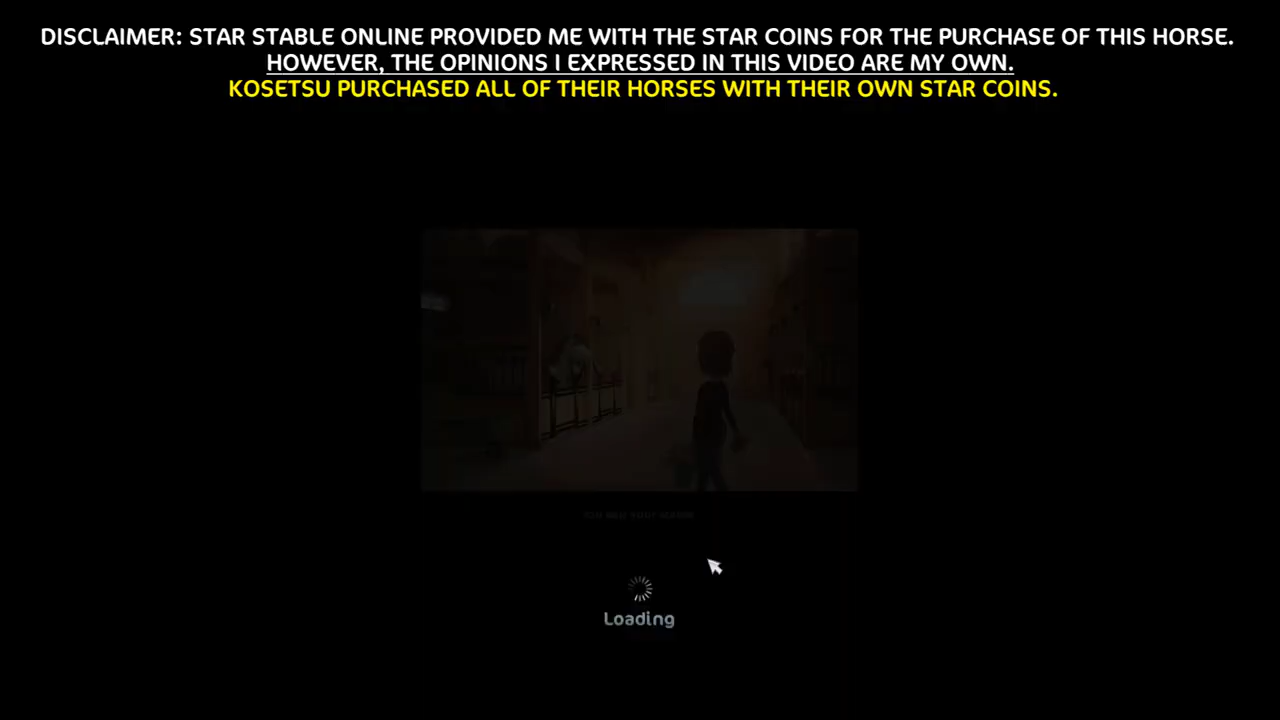 DISCLAIMER: STAR STABLE ONLINE PROVIDED ME WITH THE STAR COINS FOR THE PURCHASE OF THIS HORSE.
HOWEVER, THE OPINIONS I EXPRESSED IN THIS VIDEO ARE MY OWN.
KOSETSU PURCHASED ALL OF THEIR HORSES WITH THEIR OWN STAR COINS.
Loading